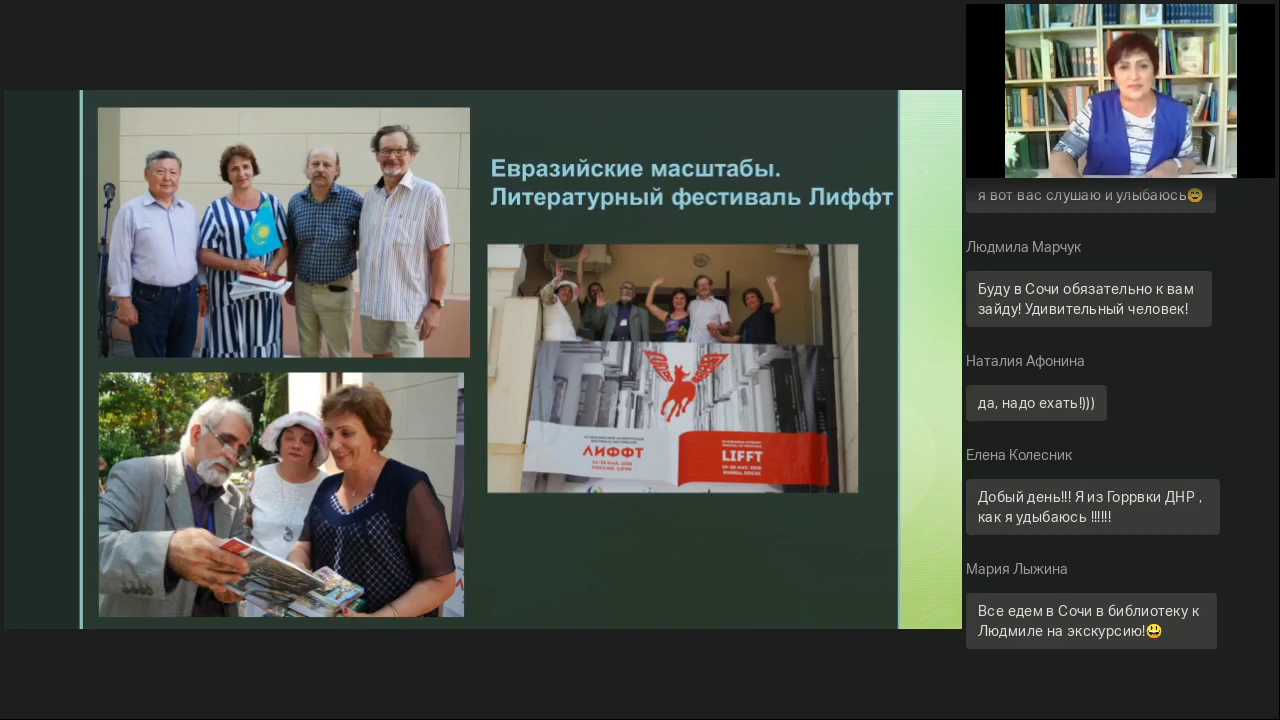 Евразийские масштабы.
Литературный фестиваль Лиффт
ЛИФФТ
LIFFT
я вот вас слушаю и улыбаюсь😄
Людмила Марчук
Буду в Сочи обязательно к вам
зайду! Удивительный человек!
Наталия Афонина
да, надо ехать!)))
Елена Колесник
Добый день!!! Я из Горрвки ДНР ,
как я удыбаюсь !!!!!!
Мария Лыжина
Все едем в Сочи в библиотеку к
Людмиле на экскурсию!😃